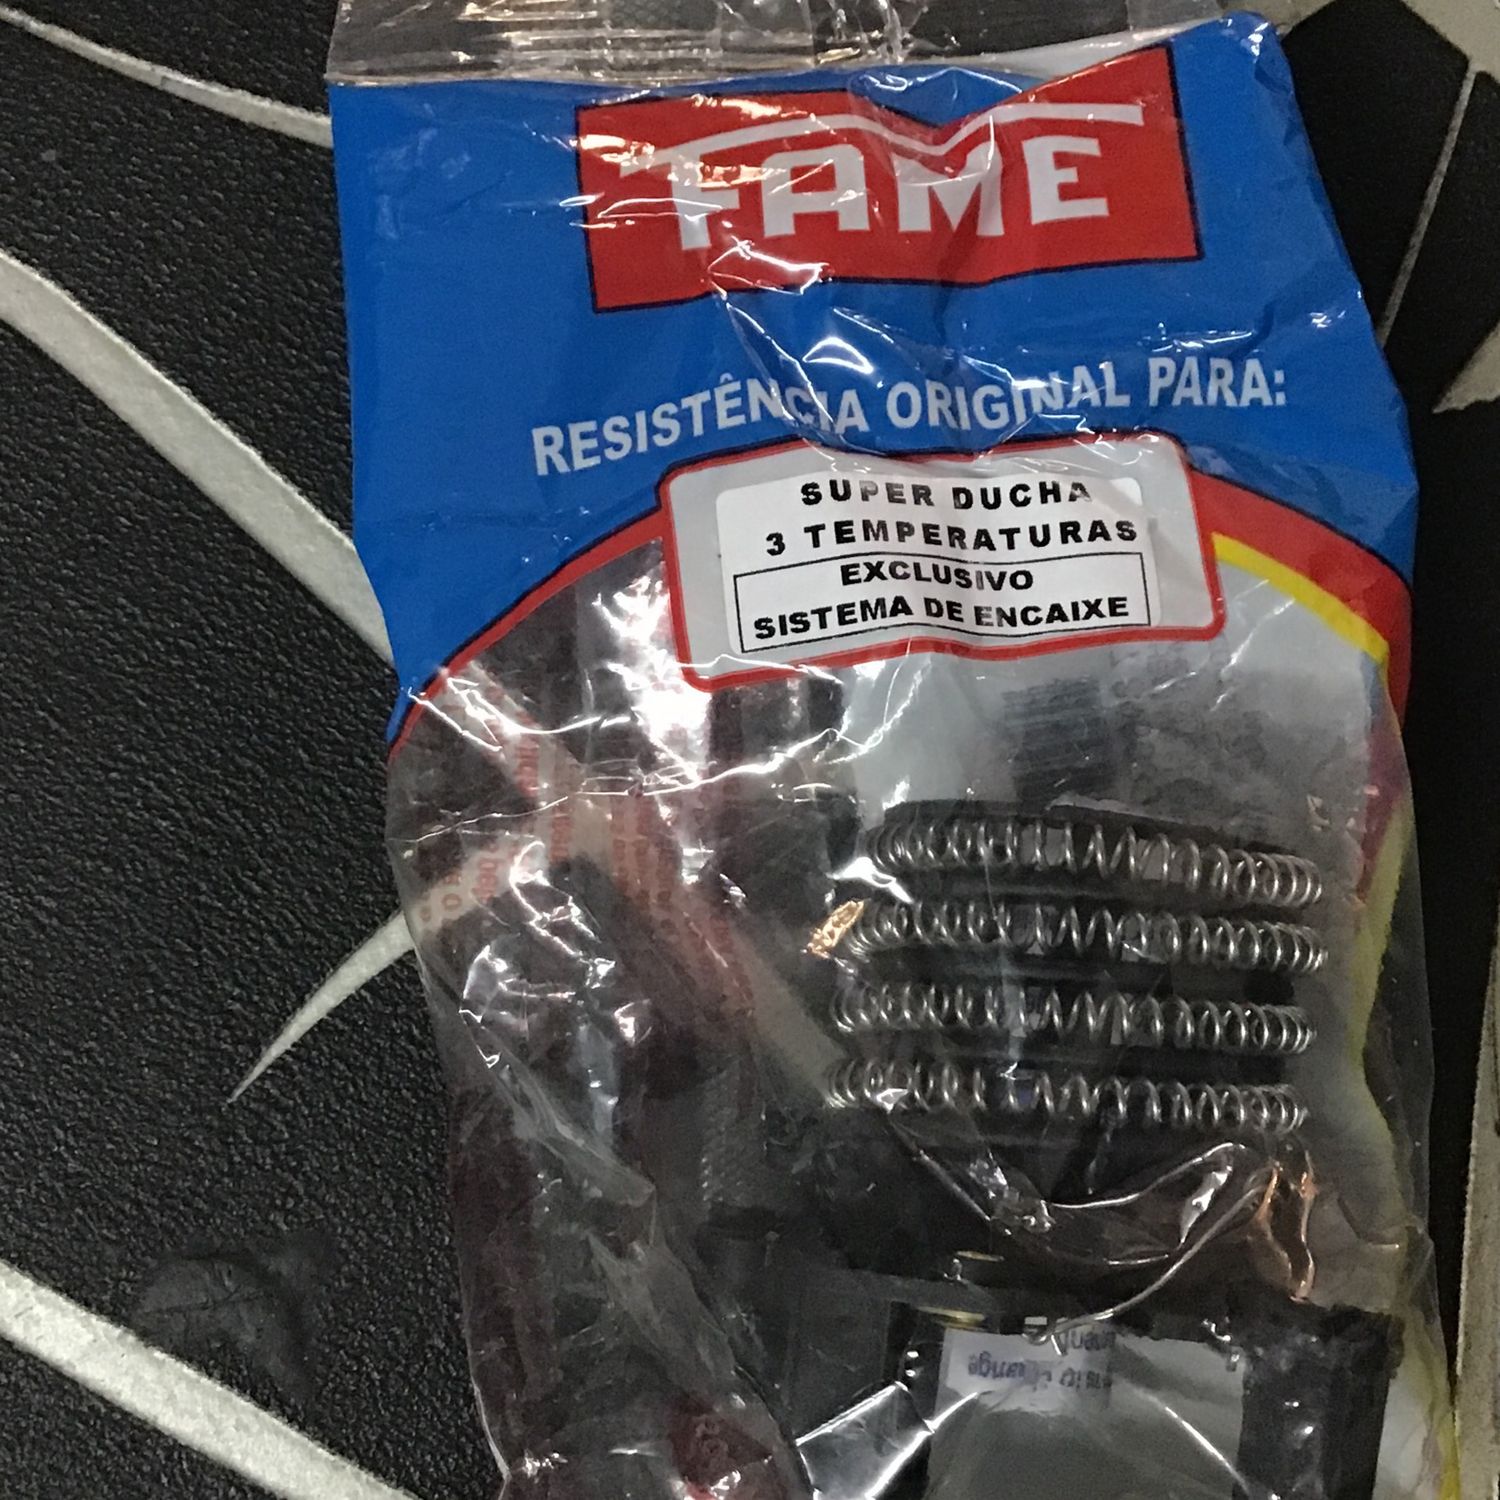 FAME
RESISTÊNCIA ORIGINAL PARA:
SUPER DUCHA
3 TEMPERATURAS
EXCLUSIVO
SISTEMA DE ENCAIXE